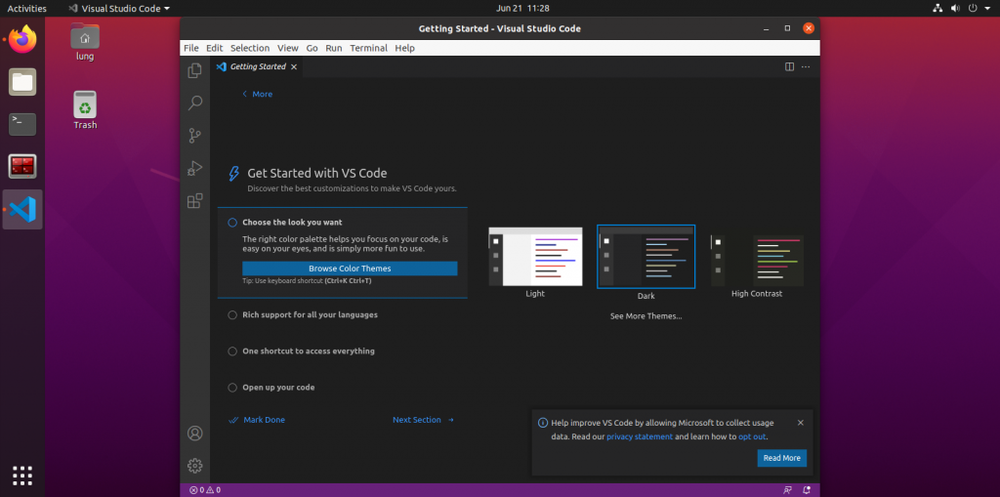 Activities
Visual Studio Code
Jun 21 11:28
lung
Trash
Getting Started - Visual Studio Code
File Edit Selection View Go Run Terminal Help
Getting Started
More
Get Started with VS Code
Discover the best customizations to make VS Code yours.
Choose the look you want
The right color palette helps you focus on your code, is
easy on your eyes, and is simply more fun to use.
Browse Color Themes
Tip: Use keyboard shortcut (Ctrl+K Ctrl+T)
Rich support for all your languages
One shortcut to access everything
Open up your code
Mark Done
Next Section
Light
Dark
High Contrast
See More Themes...
Help improve VS Code by allowing Microsoft to collect usage
data. Read our privacy statement and learn how to opt out.
Read More
0 0